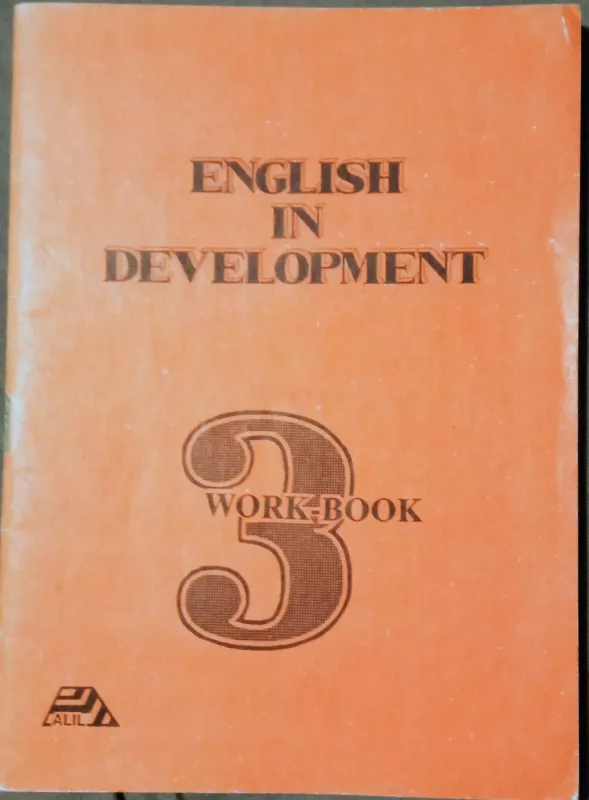 ENGLISH
IN
DEVELOPMENT
3
WORK-BOOK
ALIL